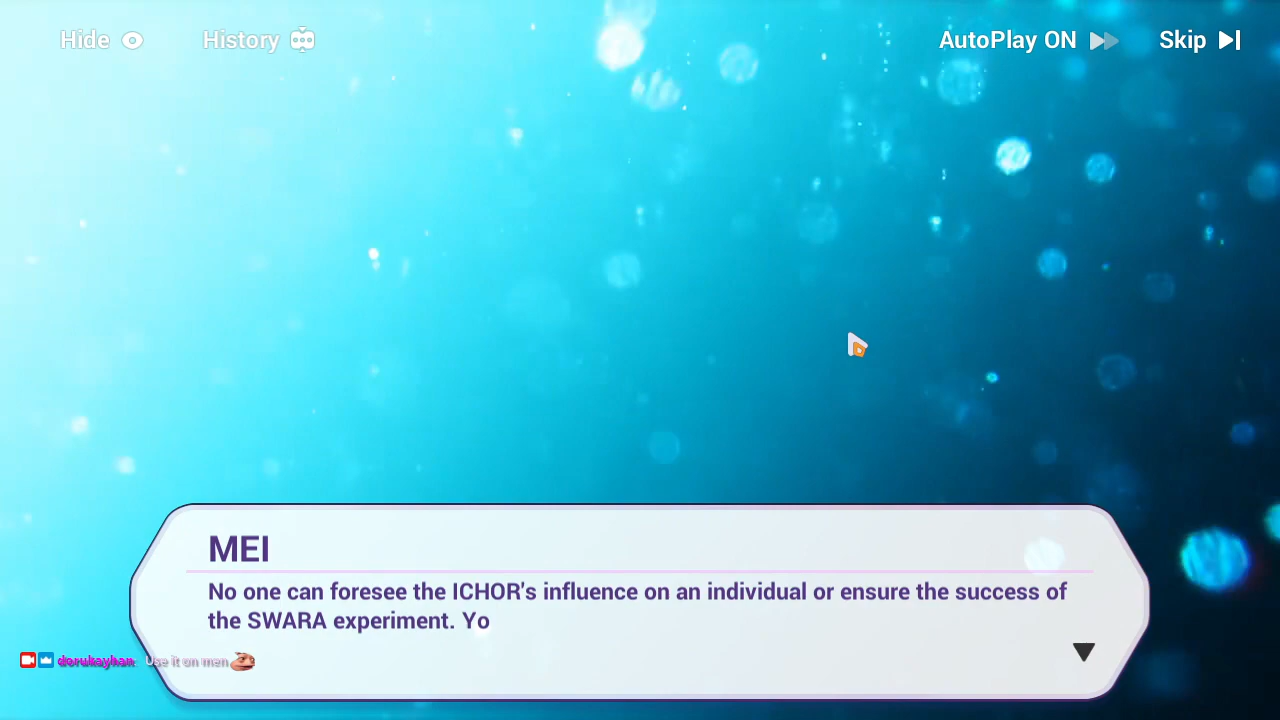 Hide
History
AutoPlay ON
Skip
MEI
No one can foresee the ICHOR's influence on an individual or ensure the success of
the SWARA experiment. Yo
dorukayhan: Use it on men